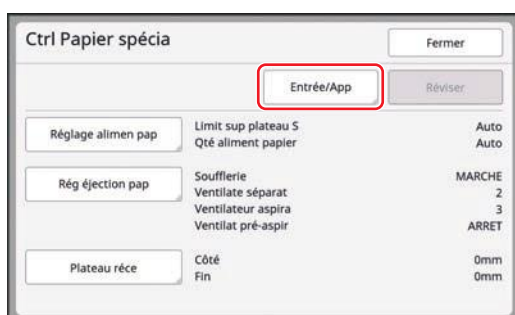 Ctrl Papier spécia
Fermer
Entrée/App
Réviser
Réglage alimen pap
Limit sup plateau S Auto
Qté aliment papier Auto
Rég éjection pap
Soufflerie MARCHE
Ventilate séparat 2
Ventilateur aspira 3
Ventilat pré-aspir ARRET
Plateau réce
Côté 0mm
Fin 0mm